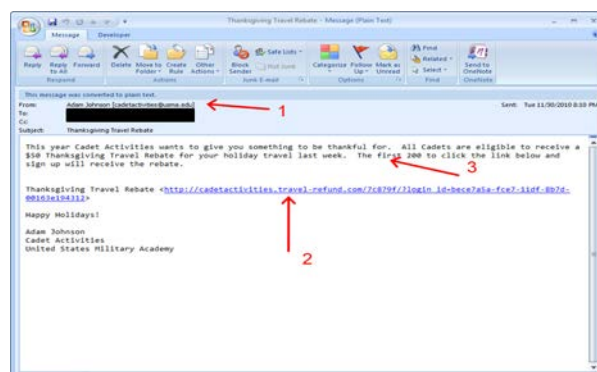 Thanksgiving Travel Rebate - Message (Plain Text)
Message Developer
Reply Reply to All Forward Delete Move to Folder Create Rule Other Actions Block Sender Safe Lists Not Junk Categorize Follow Up Mark as Unread Find Related Select Send to OneNote
Respond Actions Junk E-mail Options Find OneNote
This message was converted to plain text.
From: Adam Johnson [cadetactivities@usma.edu] Sent: Tue 11/30/2010 8:10 PM
1
To:
Cc:
Subject: Thanksgiving Travel Rebate
This year Cadet Activities wants to give you something to be thankful for. All Cadets are eligible to receive a
$50 Thanksgiving Travel Rebate for your holiday travel last week. The first 200 to click the link below and
sign up will receive the rebate.
3
Thanksgiving Travel Rebate <http://cadetactivities.travel-refund.com/7c879f/?login_id=bece7a5a-fce7-11df-8b7d-
00163e194312>
Happy Holidays!
2
Adam Johnson
Cadet Activities
United States Military Academy